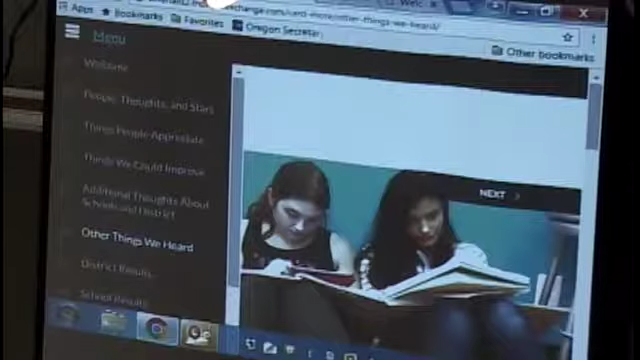 Apps
Bookmarks
Favorites
Oregon Secretar
Other bookmarks
Menu
Welcome
People, Thoughts, and Stars
Things People Appreciate
Things We Could Improve
Additional Thoughts About
Schools and District
Other Things We Heard
District Results
School Results
NEXT